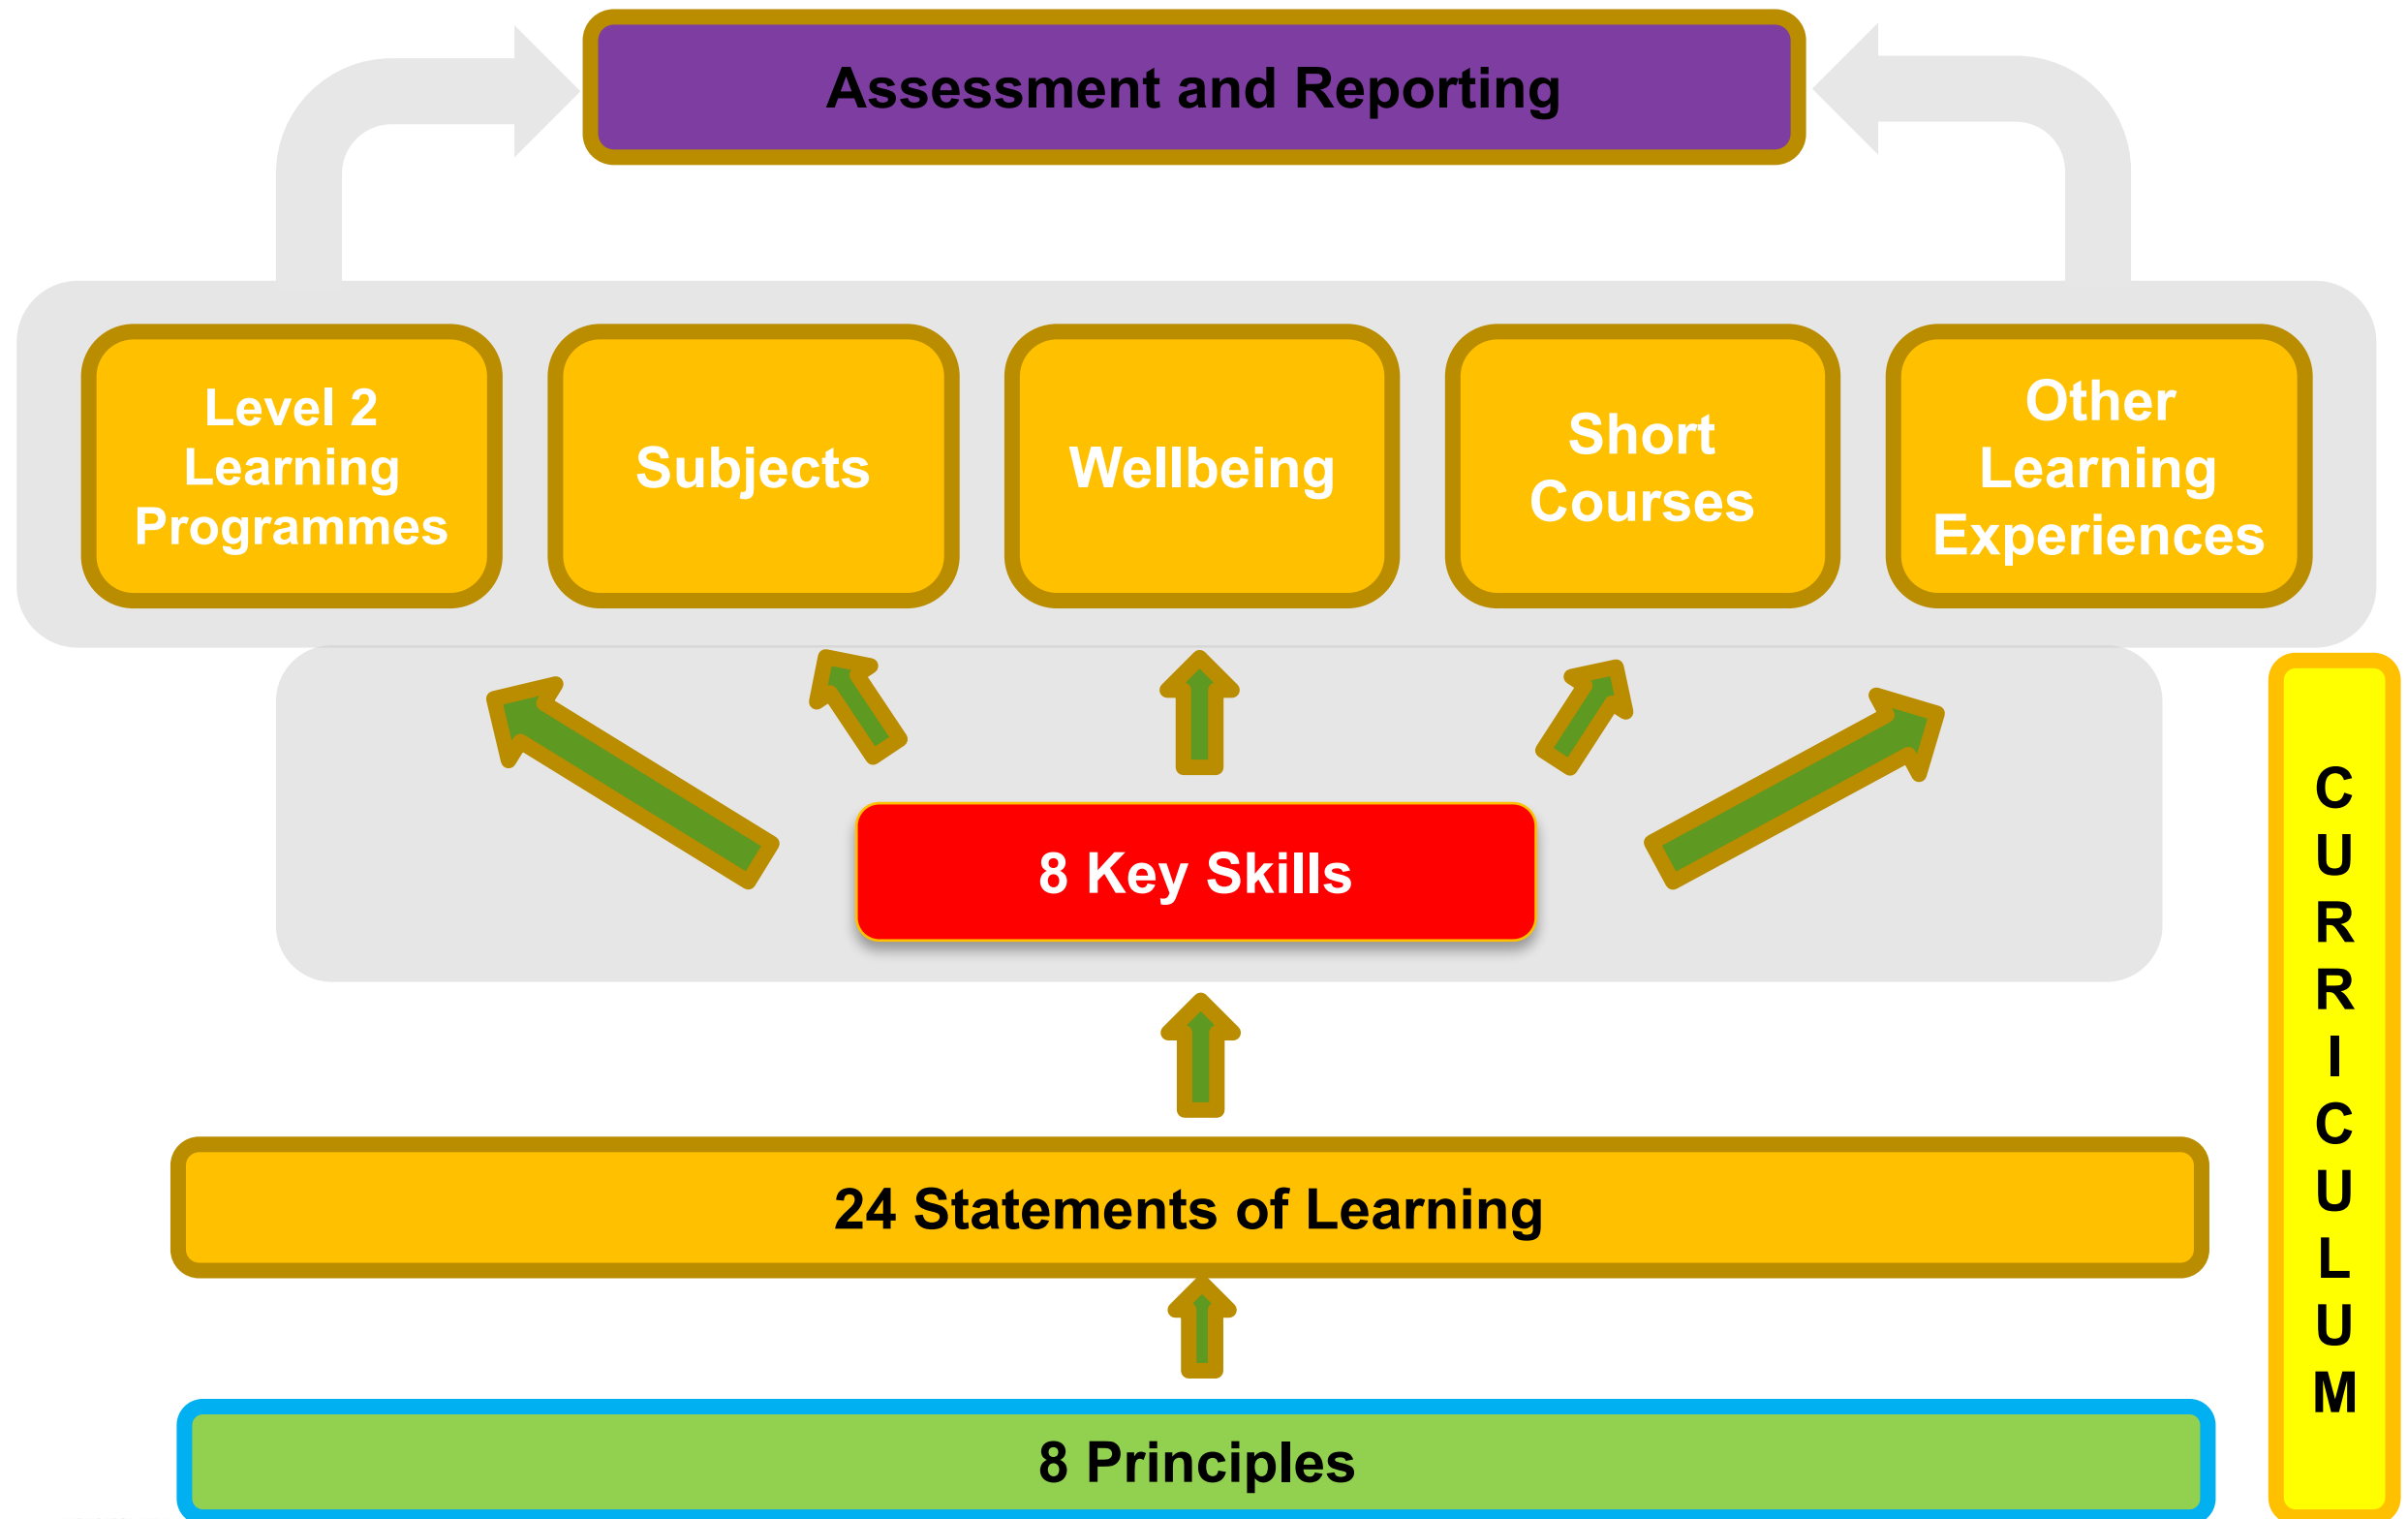 Assessment and Reporting
Level 2
Learning
Programmes
Subjects
Wellbeing
Short
Courses
Other
Learning
Experiences
8 Key Skills
24 Statements of Learning
8 Principles
C
U
R
R
I
C
U
L
U
M